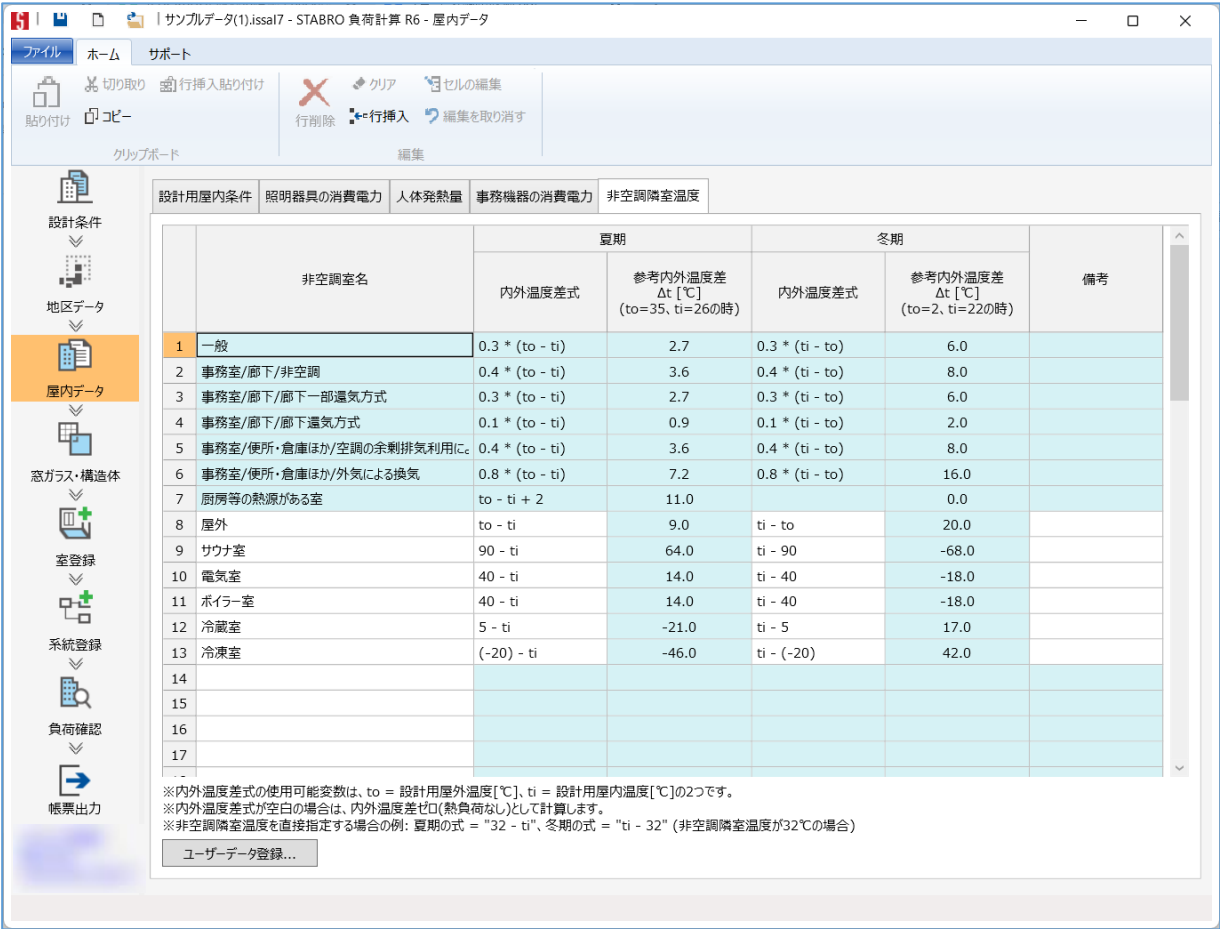 サンプルデータ(1).issal7 - STABRO 負荷計算 R6 - 屋内データ
ファイル ホーム サポート
貼り付け 切り取り コピー 行挿入貼り付け
クリップボード
行削除 クリア 行挿入 セルの編集 編集を取り消す
編集
設計条件
地区データ
屋内データ
窓ガラス・構造体
室登録
系統登録
負荷確認
帳票出力
設計用屋内条件 照明器具の消費電力 人体発熱量 事務機器の消費電力 非空調隣室温度
非空調室名 夏期 冬期 備考
内外温度差式 参考内外温度差 内外温度差式 参考内外温度差
Δt [℃] Δt [℃]
(to=35、ti=26の時) (to=2、ti=22の時)
1 一般 0.3 * (to - ti) 2.7 0.3 * (ti - to) 6.0
2 事務室/廊下/非空調 0.4 * (to - ti) 3.6 0.4 * (ti - to) 8.0
3 事務室/廊下/廊下一部還気方式 0.3 * (to - ti) 2.7 0.3 * (ti - to) 6.0
4 事務室/廊下/廊下還気方式 0.1 * (to - ti) 0.9 0.1 * (ti - to) 2.0
5 事務室/便所・倉庫ほか/空調の余剰排気利用に 0.4 * (to - ti) 3.6 0.4 * (ti - to) 8.0
6 事務室/便所・倉庫ほか/外気による換気 0.8 * (to - ti) 7.2 0.8 * (ti - to) 16.0
7 厨房等の熱源がある室 to - ti + 2 11.0 0.0
8 屋外 to - ti 9.0 ti - to 20.0
9 サウナ室 90 - ti 64.0 ti - 90 -68.0
10 電気室 40 - ti 14.0 ti - 40 -18.0
11 ボイラー室 40 - ti 14.0 ti - 40 -18.0
12 冷蔵室 5 - ti -21.0 ti - 5 17.0
13 冷凍室 (-20) - ti -46.0 ti - (-20) 42.0
14
15
16
17
※内外温度差式の使用可能変数は、to = 設計用屋外温度[℃]、ti = 設計用屋内温度[℃]の2つです。
※内外温度差式が空白の場合は、内外温度差ゼロ(熱負荷なし)として計算します。
※非空調隣室温度を直接指定する場合の例: 夏期の式 = "32 - ti"、冬期の式 = "ti - 32" (非空調隣室温度が32℃の場合)
ユーザーデータ登録...